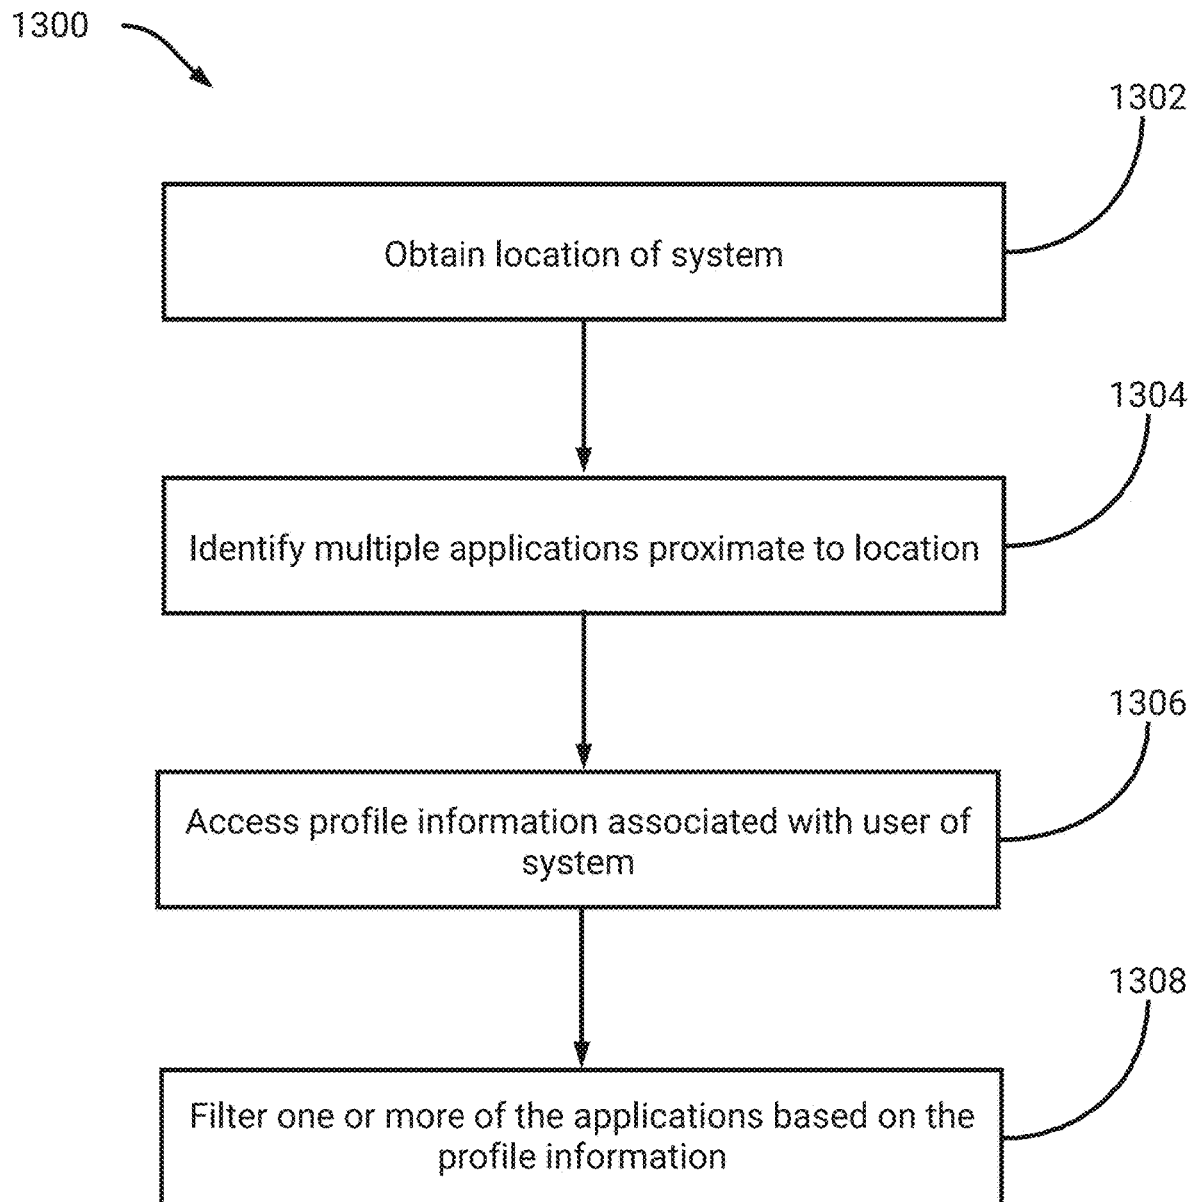 1300
1302
Obtain location of system
1304
Identify multiple applications proximate to location
1306
Access profile information associated with user of
system
1308
Filter one or more of the applications based on the
profile information